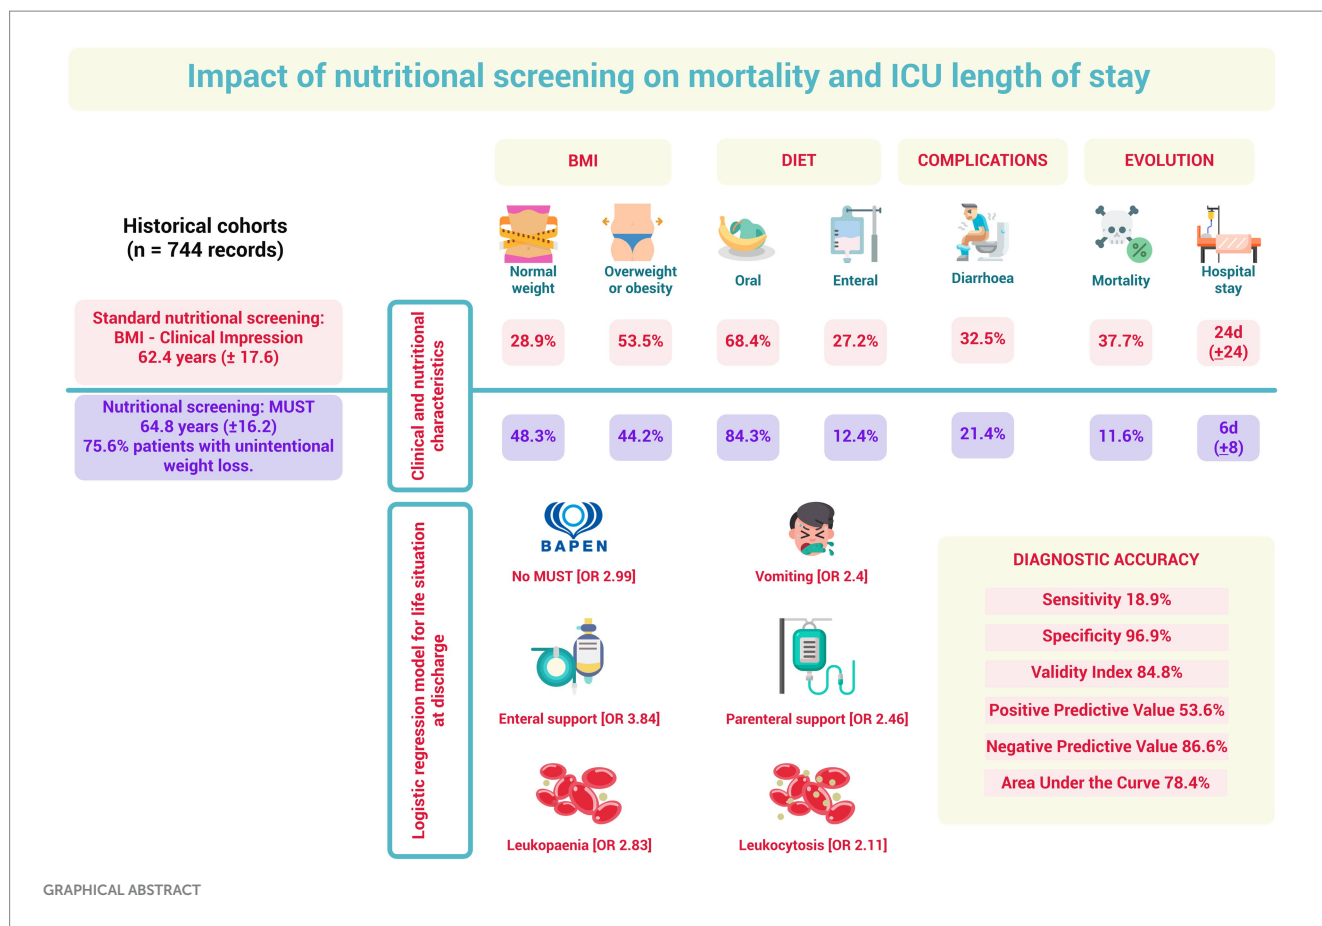 Impact of nutritional screening on mortality and ICU length of stay
BMI
DIET
COMPLICATIONS
EVOLUTION
Historical cohorts
(n = 744 records)
Normal
weight
Overweight
or obesity
Oral
Enteral
Diarrhoea
%
Mortality
Hospital
stay
Standard nutritional screening:
BMI - Clinical Impression
62.4 years (± 17.6)
Clinical and nutritional
characteristics
28.9%
53.5%
68.4%
27.2%
32.5%
37.7%
24d
(±24)
Nutritional screening: MUST
64.8 years (±16.2)
75.6% patients with unintentional
weight loss.
48.3%
44.2%
84.3%
12.4%
21.4%
11.6%
6d
(±8)
Logistic regression model for life situation
at discharge
BAPEN
No MUST [OR 2.99]
Vomiting [OR 2.4]
Enteral support [OR 3.84]
Parenteral support [OR 2.46]
Leukopaenia [OR 2.83]
Leukocytosis [OR 2.11]
DIAGNOSTIC ACCURACY
Sensitivity 18.9%
Specificity 96.9%
Validity Index 84.8%
Positive Predictive Value 53.6%
Negative Predictive Value 86.6%
Area Under the Curve 78.4%
GRAPHICAL ABSTRACT